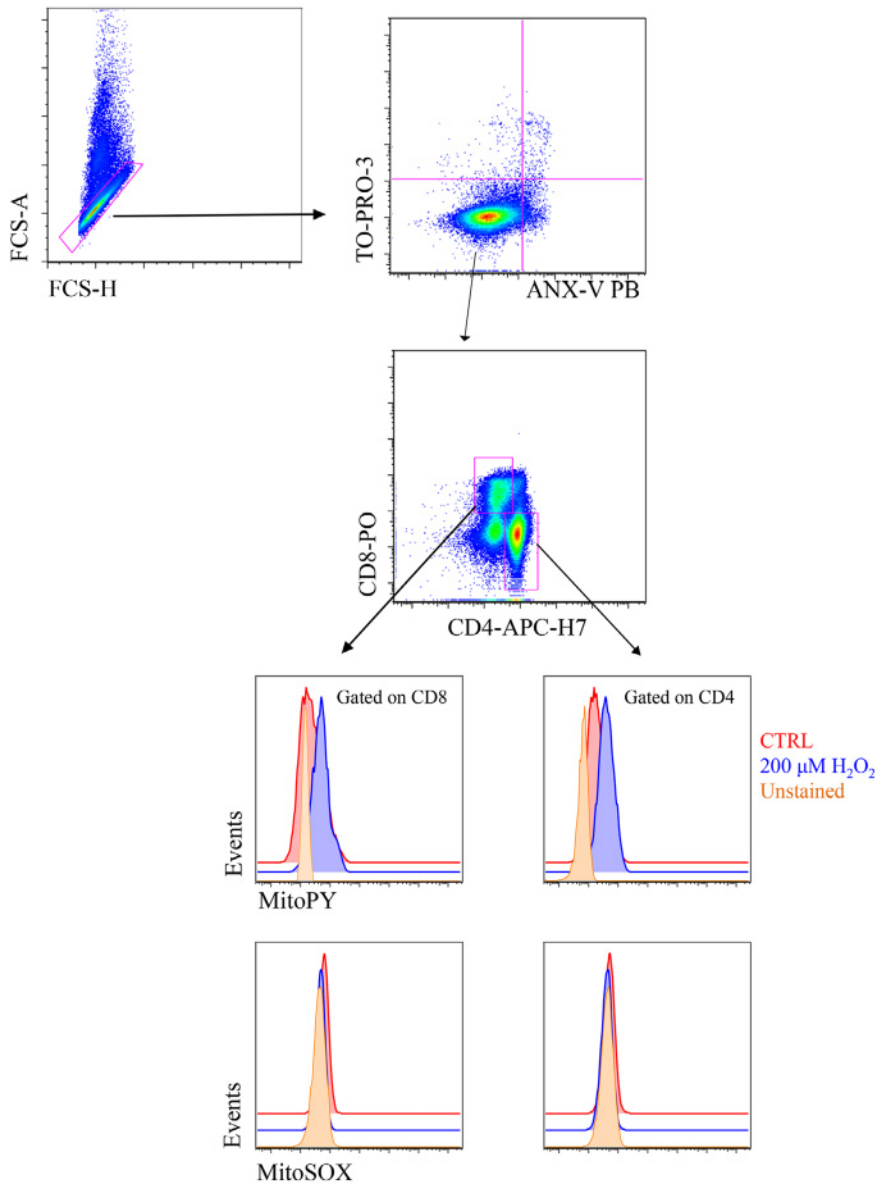 FCS-A
FCS-H
TO-PRO-3
ANX-V PB
CD8-PO
CD4-APC-H7
Gated on CD8
Gated on CD4
CTRL
200 µM H₂O₂
Unstained
Events
MitoPY
Events
MitoSOX